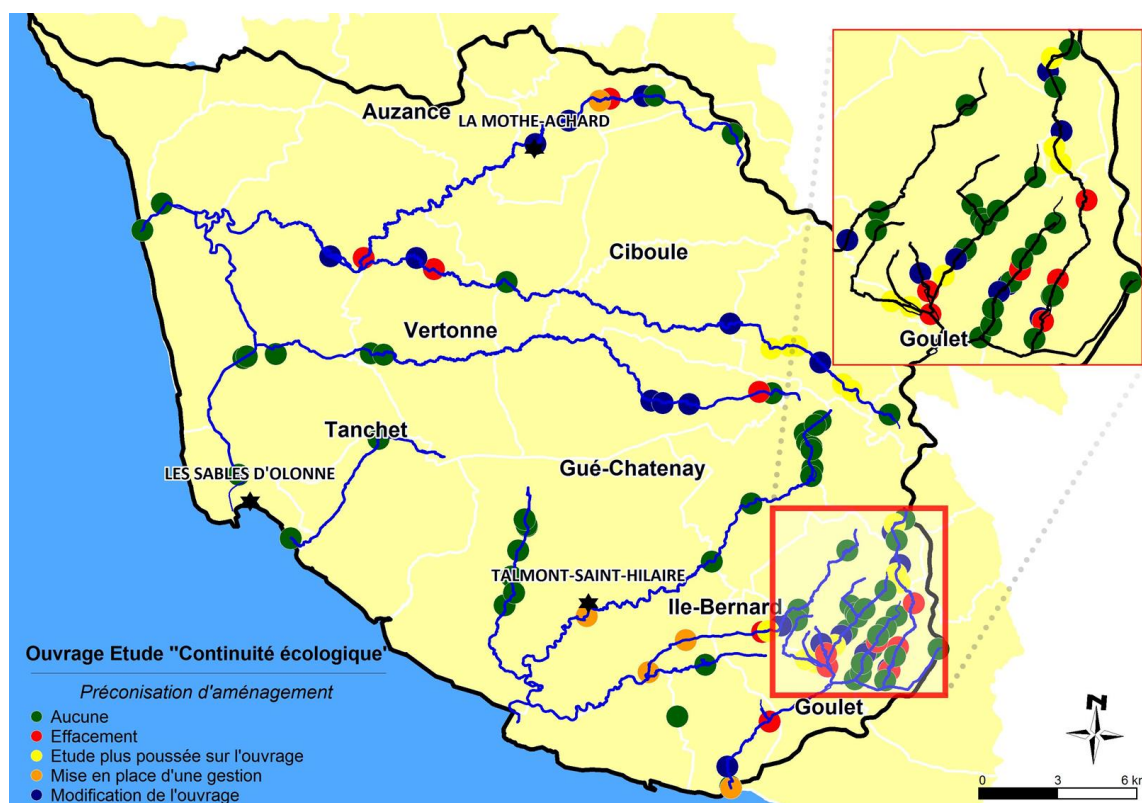 Auzance
LA MOTHE-ACHARD
Ciboule
Vertonne
Goulet
Tanchet
LES SABLES D'OLONNE
Gué-Chatenay
TALMONT-SAINT-HILAIRE
Ile-Bernard
Goulet
Ouvrage Etude "Continuité écologique"
Préconisation d'aménagement
Aucune
Effacement
Etude plus poussée sur l'ouvrage
Mise en place d'une gestion
Modification de l'ouvrage
N
0 3 6 km